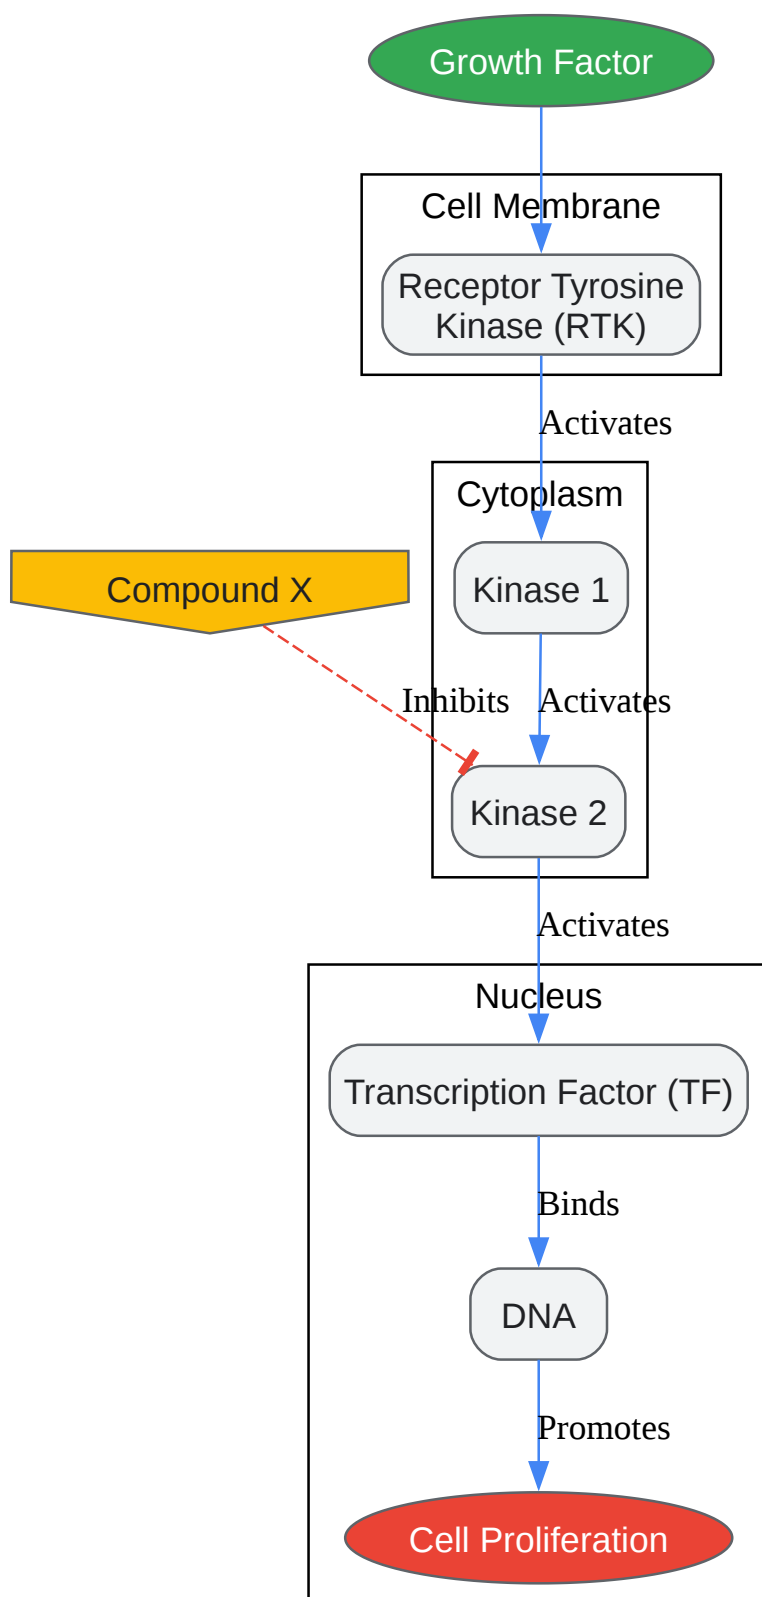 Growth Factor
Cell Membrane
Receptor Tyrosine
Kinase (RTK)
Activates
Cytoplasm
Compound X
Kinase 1
Inhibits
Activates
Kinase 2
Activates
Nucleus
Transcription Factor (TF)
Binds
DNA
Promotes
Cell Proliferation